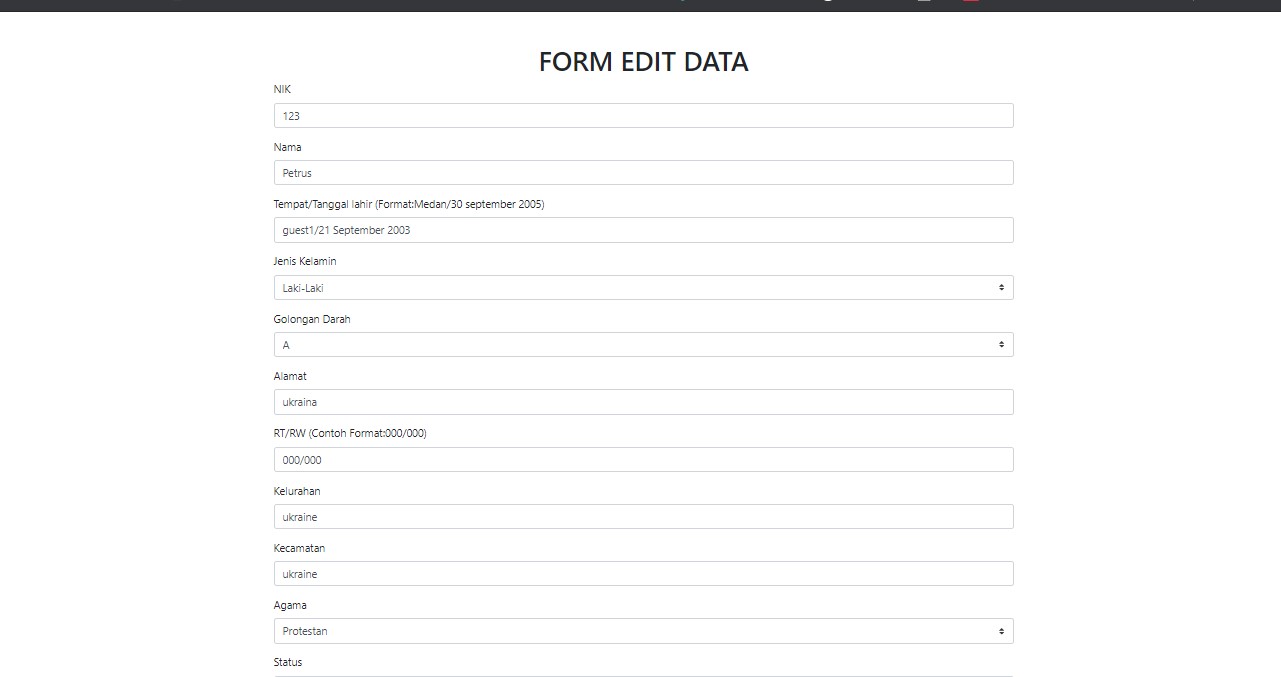 FORM EDIT DATA
NIK
123
Nama
Petrus
Tempat/Tanggal lahir (Format:Medan/30 september 2005)
guest1/21 September 2003
Jenis Kelamin
Laki-Laki
Golongan Darah
A
Alamat
ukraina
RT/RW (Contoh Format:000/000)
000/000
Kelurahan
ukraine
Kecamatan
ukraine
Agama
Protestan
Status